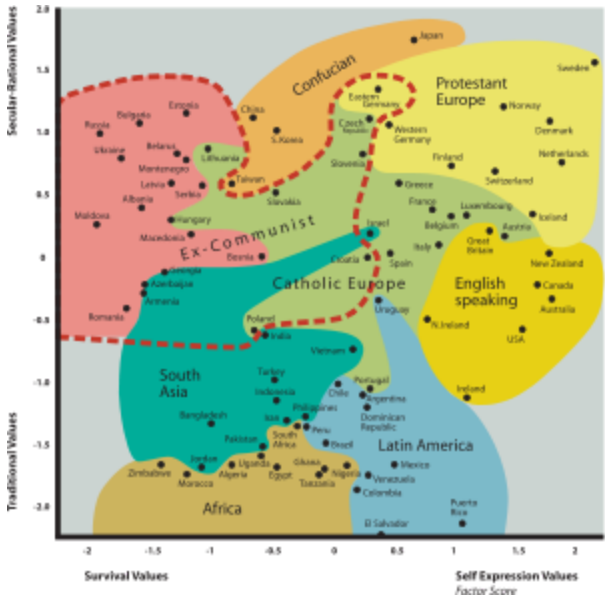 2.0
Secular-Rational Values
Japan
1.5
Confucian
Sweden
Protestant
Europe
Eastern
Germany
Estonia
China
Norway
Bulgaria
Russia
Czech
Republic
Western
Germany
Denmark
1.0
S.Korea
Ukraine
Belarus
Lithuania
Slovenia
Finland
Netherlands
Montenegro
Switzerland
Latvia
Serbia
Taiwan
Greece
0.5
Albania
Slovakia
France
Luxembourg
Moldova
Hungary
Ex-Communist
Israel
Belgium
Iceland
Macedonia
Italy
Great
Britain
Austria
Bosnia
Croatia
Spain
New Zealand
0
Georgia
Azerbaijan
Catholic Europe
English
speaking
Canada
Armenia
Romania
Uruguay
Australia
-0.5
Poland
India
N.Ireland
USA
Vietnam
South
Asia
Turkey
Indonesia
Chile
Portugal
Argentina
Ireland
-1.0
Bangladesh
Philippines
Dominican
Republic
Iran
Peru
Pakistan
South
Africa
Brazil
Latin America
-1.5
Traditional Values
Zimbabwe
Jordan
Morocco
Uganda
Algeria
Egypt
Ghana
Tanzania
Nigeria
Mexico
Venezuela
Colombia
Africa
-2.0
Puerto
Rico
El Salvador
-2
-1.5
-1
-0.5
0
0.5
1
1.5
2
Survival Values
Self Expression Values
Factor Score